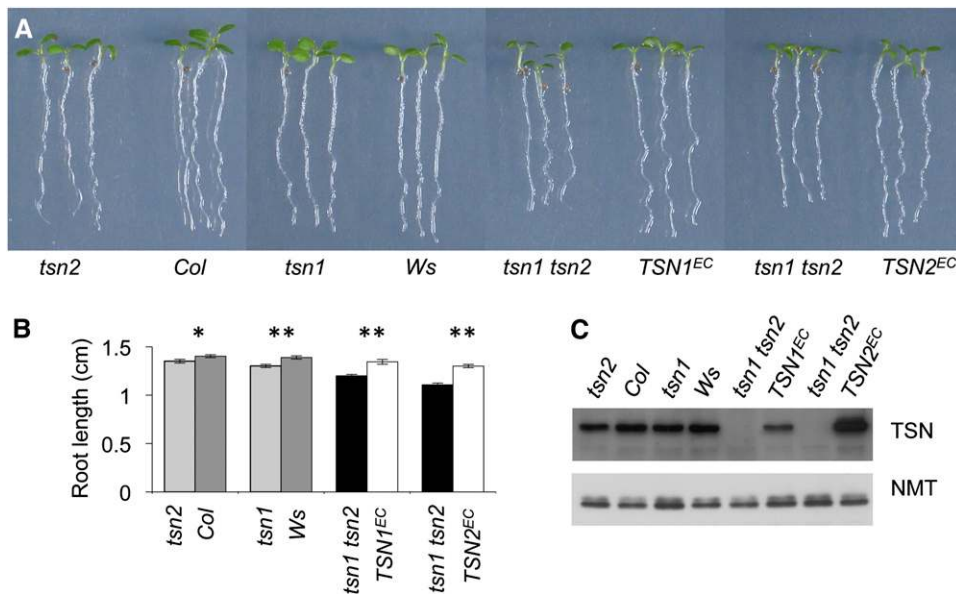 A
tsn2 Col tsn1 Ws tsn1 tsn2 TSN1EC tsn1 tsn2 TSN2EC
B
* ** ** **
Root length (cm)
1.5
1
0.5
0
tsn2
Col
tsn1
Ws
tsn1 tsn2
TSN1EC
tsn1 tsn2
TSN2EC
C
tsn2
Col
tsn1
Ws
tsn1 tsn2
TSN1EC
tsn1 tsn2
TSN2EC
TSN
NMT